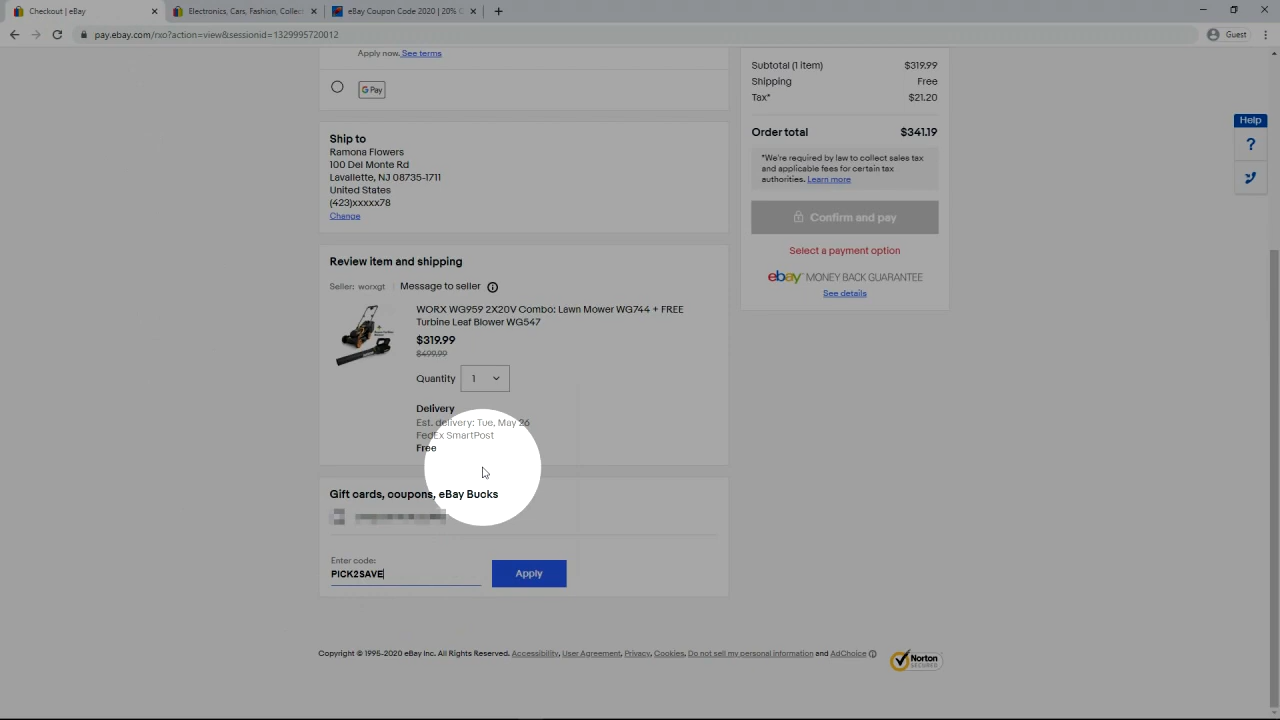 Checkout | eBay
Electronics, Cars, Fashion, Collec
eBay Coupon Code 2020 | 20% O
pay.ebay.com/rxo?action=view&sessionid=1329995720012
Guest
Apply now. See terms
G Pay
Ship to
Ramona Flowers
100 Del Monte Rd
Lavallette, NJ 08735-1711
United States
(423)xxxxx78
Change
Review item and shipping
Seller: worxgt | Message to seller
WORX WG959 2X20V Combo: Lawn Mower WG744 + FREE
Turbine Leaf Blower WG547
$319.99
$499.99
Quantity 1
Delivery
Est. delivery: Tue, May 26
FedEx SmartPost
Free
Gift cards, coupons, eBay Bucks
Enter code:
PICK2SAVE
Apply
Subtotal (1 item) $319.99
Shipping Free
Tax* $21.20
Order total $341.19
*We're required by law to collect sales tax
and applicable fees for certain tax
authorities. Learn more
Confirm and pay
Select a payment option
ebay MONEY BACK GUARANTEE
See details
Help
?
Copyright © 1995-2020 eBay Inc. All Rights Reserved. Accessibility, User Agreement, Privacy, Cookies, Do not sell my personal information and AdChoice
Norton
SECURED